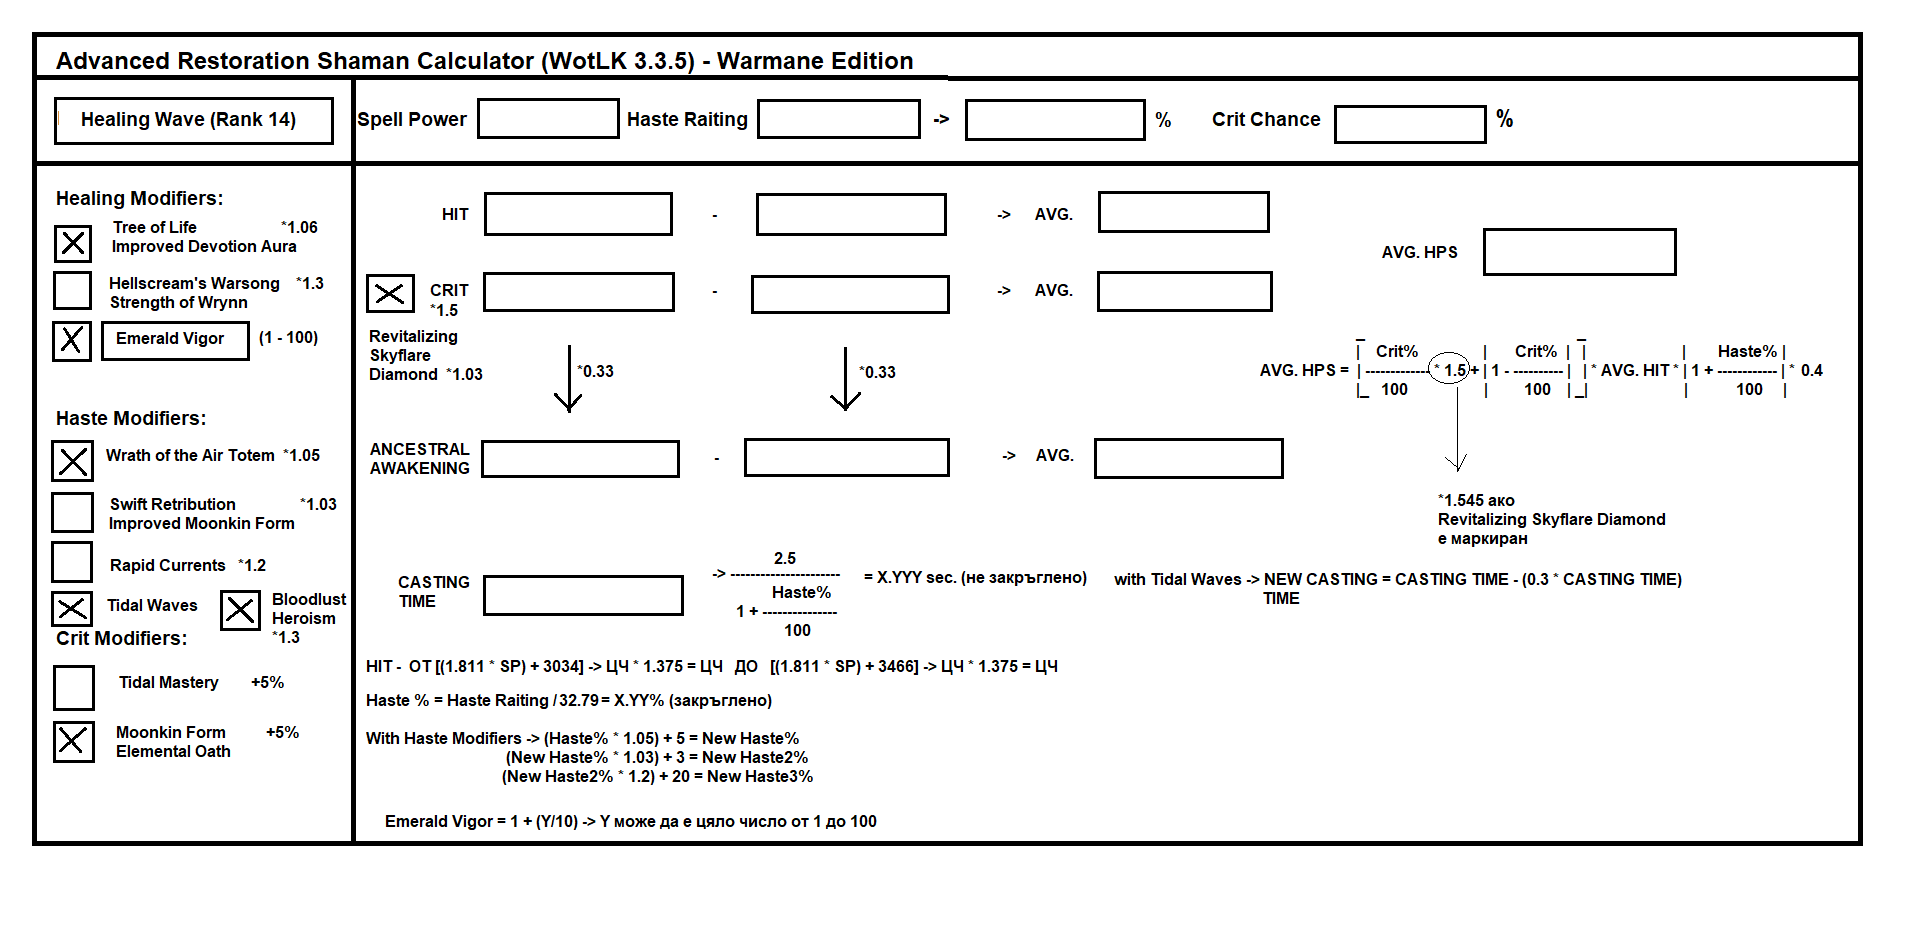 Advanced Restoration Shaman Calculator (WotLK 3.3.5) - Warmane Edition
Healing Wave (Rank 14)
Spell Power
Haste Raiting
->
%
Crit Chance
%
Healing Modifiers:
Tree of Life *1.06
Improved Devotion Aura
Hellscream's Warsong *1.3
Strength of Wrynn
Emerald Vigor (1 - 100)
Haste Modifiers:
Wrath of the Air Totem *1.05
Swift Retribution *1.03
Improved Moonkin Form
Rapid Currents *1.2
Tidal Waves
Bloodlust
Heroism
*1.3
Crit Modifiers:
Tidal Mastery +5%
Moonkin Form +5%
Elemental Oath
HIT - -> AVG.
CRIT - -> AVG.
*1.5
Revitalizing
Skyflare
Diamond *1.03
*0.33
*0.33
ANCESTRAL
AWAKENING
- -> AVG.
AVG. HPS
| Crit% | Crit% | | | Haste% |
AVG. HPS = | ------------- * 1.5 + | 1 - ---------- | | * AVG. HIT * | 1 + ------------ | * 0.4
|_ 100 | 100 | _| | 100 |
*1.545 ако
Revitalizing Skyflare Diamond
е маркиран
CASTING
TIME
2.5
-> ----------------------
Haste%
1 + ---------------
100
= X.YYY sec. (не закръглено)
with Tidal Waves -> NEW CASTING = CASTING TIME - (0.3 * CASTING TIME)
TIME
HIT - ОТ [(1.811 * SP) + 3034] -> ЦЧ * 1.375 = ЦЧ ДО [(1.811 * SP) + 3466] -> ЦЧ * 1.375 = ЦЧ
Haste % = Haste Raiting / 32.79 = X.YY% (закръглено)
With Haste Modifiers -> (Haste% * 1.05) + 5 = New Haste%
(New Haste% * 1.03) + 3 = New Haste2%
(New Haste2% * 1.2) + 20 = New Haste3%
Emerald Vigor = 1 + (Y/10) -> Y може да е цяло число от 1 до 100